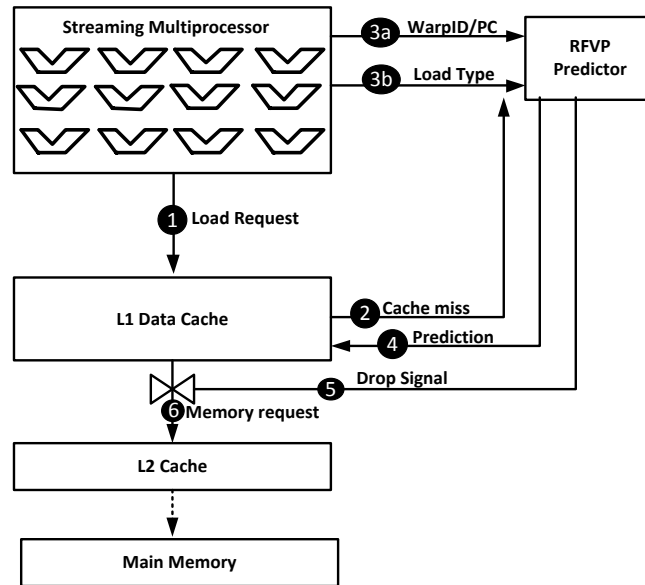 Streaming Multiprocessor
3a WarpID/PC
RFVP
Predictor
3b Load Type
1 Load Request
L1 Data Cache
2 Cache miss
4 Prediction
5 Drop Signal
6 Memory request
L2 Cache
Main Memory